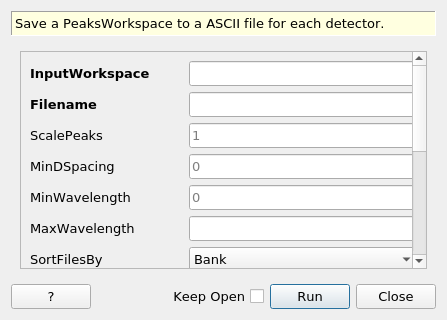 Save a PeaksWorkspace to a ASCII file for each detector.
InputWorkspace
Filename
ScalePeaks 1
MinDSpacing 0
MinWavelength 0
MaxWavelength
SortFilesBy Bank
? Keep Open Run Close